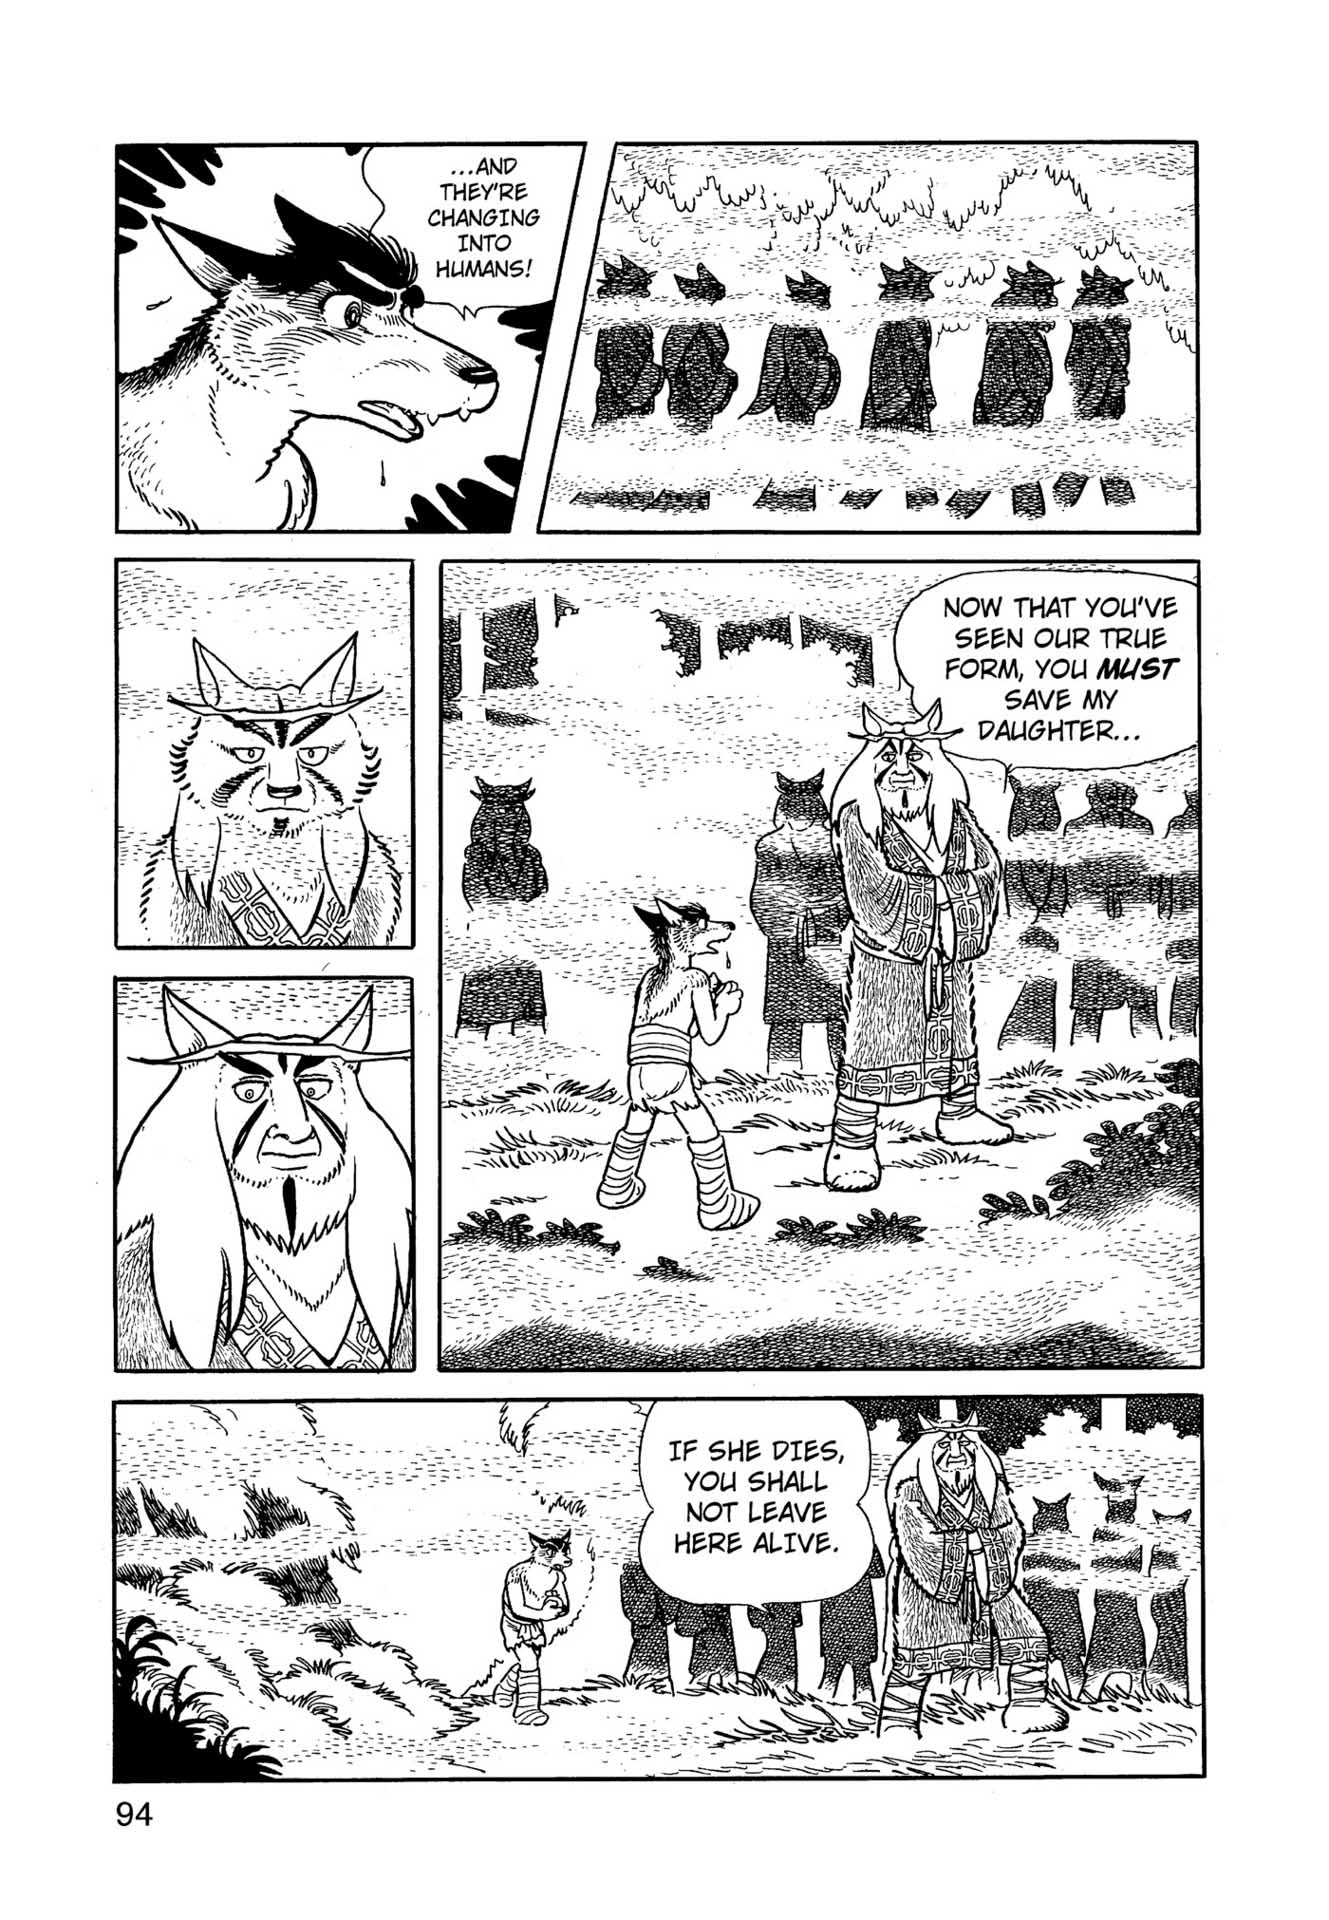 ...AND
THEY'RE
CHANGING
INTO
HUMANS!
NOW THAT YOU'VE
SEEN OUR TRUE
FORM, YOU MUST
SAVE MY
DAUGHTER...
IF SHE DIES,
YOU SHALL
NOT LEAVE
HERE ALIVE.
94